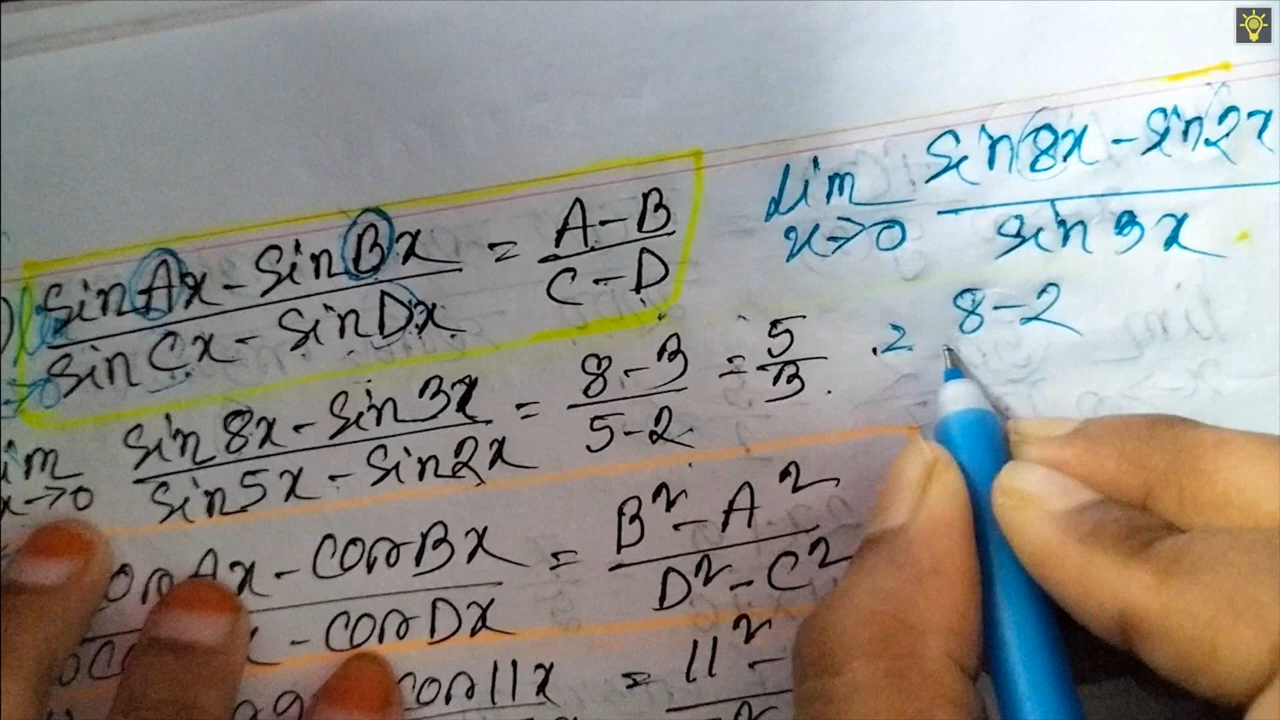 sin Ax - sin Bx = A - B
sin Cx - sin Dx C - D
lim sin 8x - sin 3x = 8 - 3 = 5
x→0 sin 5x - sin 2x 5 - 2 3
lim sin 8x - sin 2x
x→0 sin 3x
= 8 - 2
cos Bx = B² - A²
- cos Dx D² - C²
cos 11x = 11² -